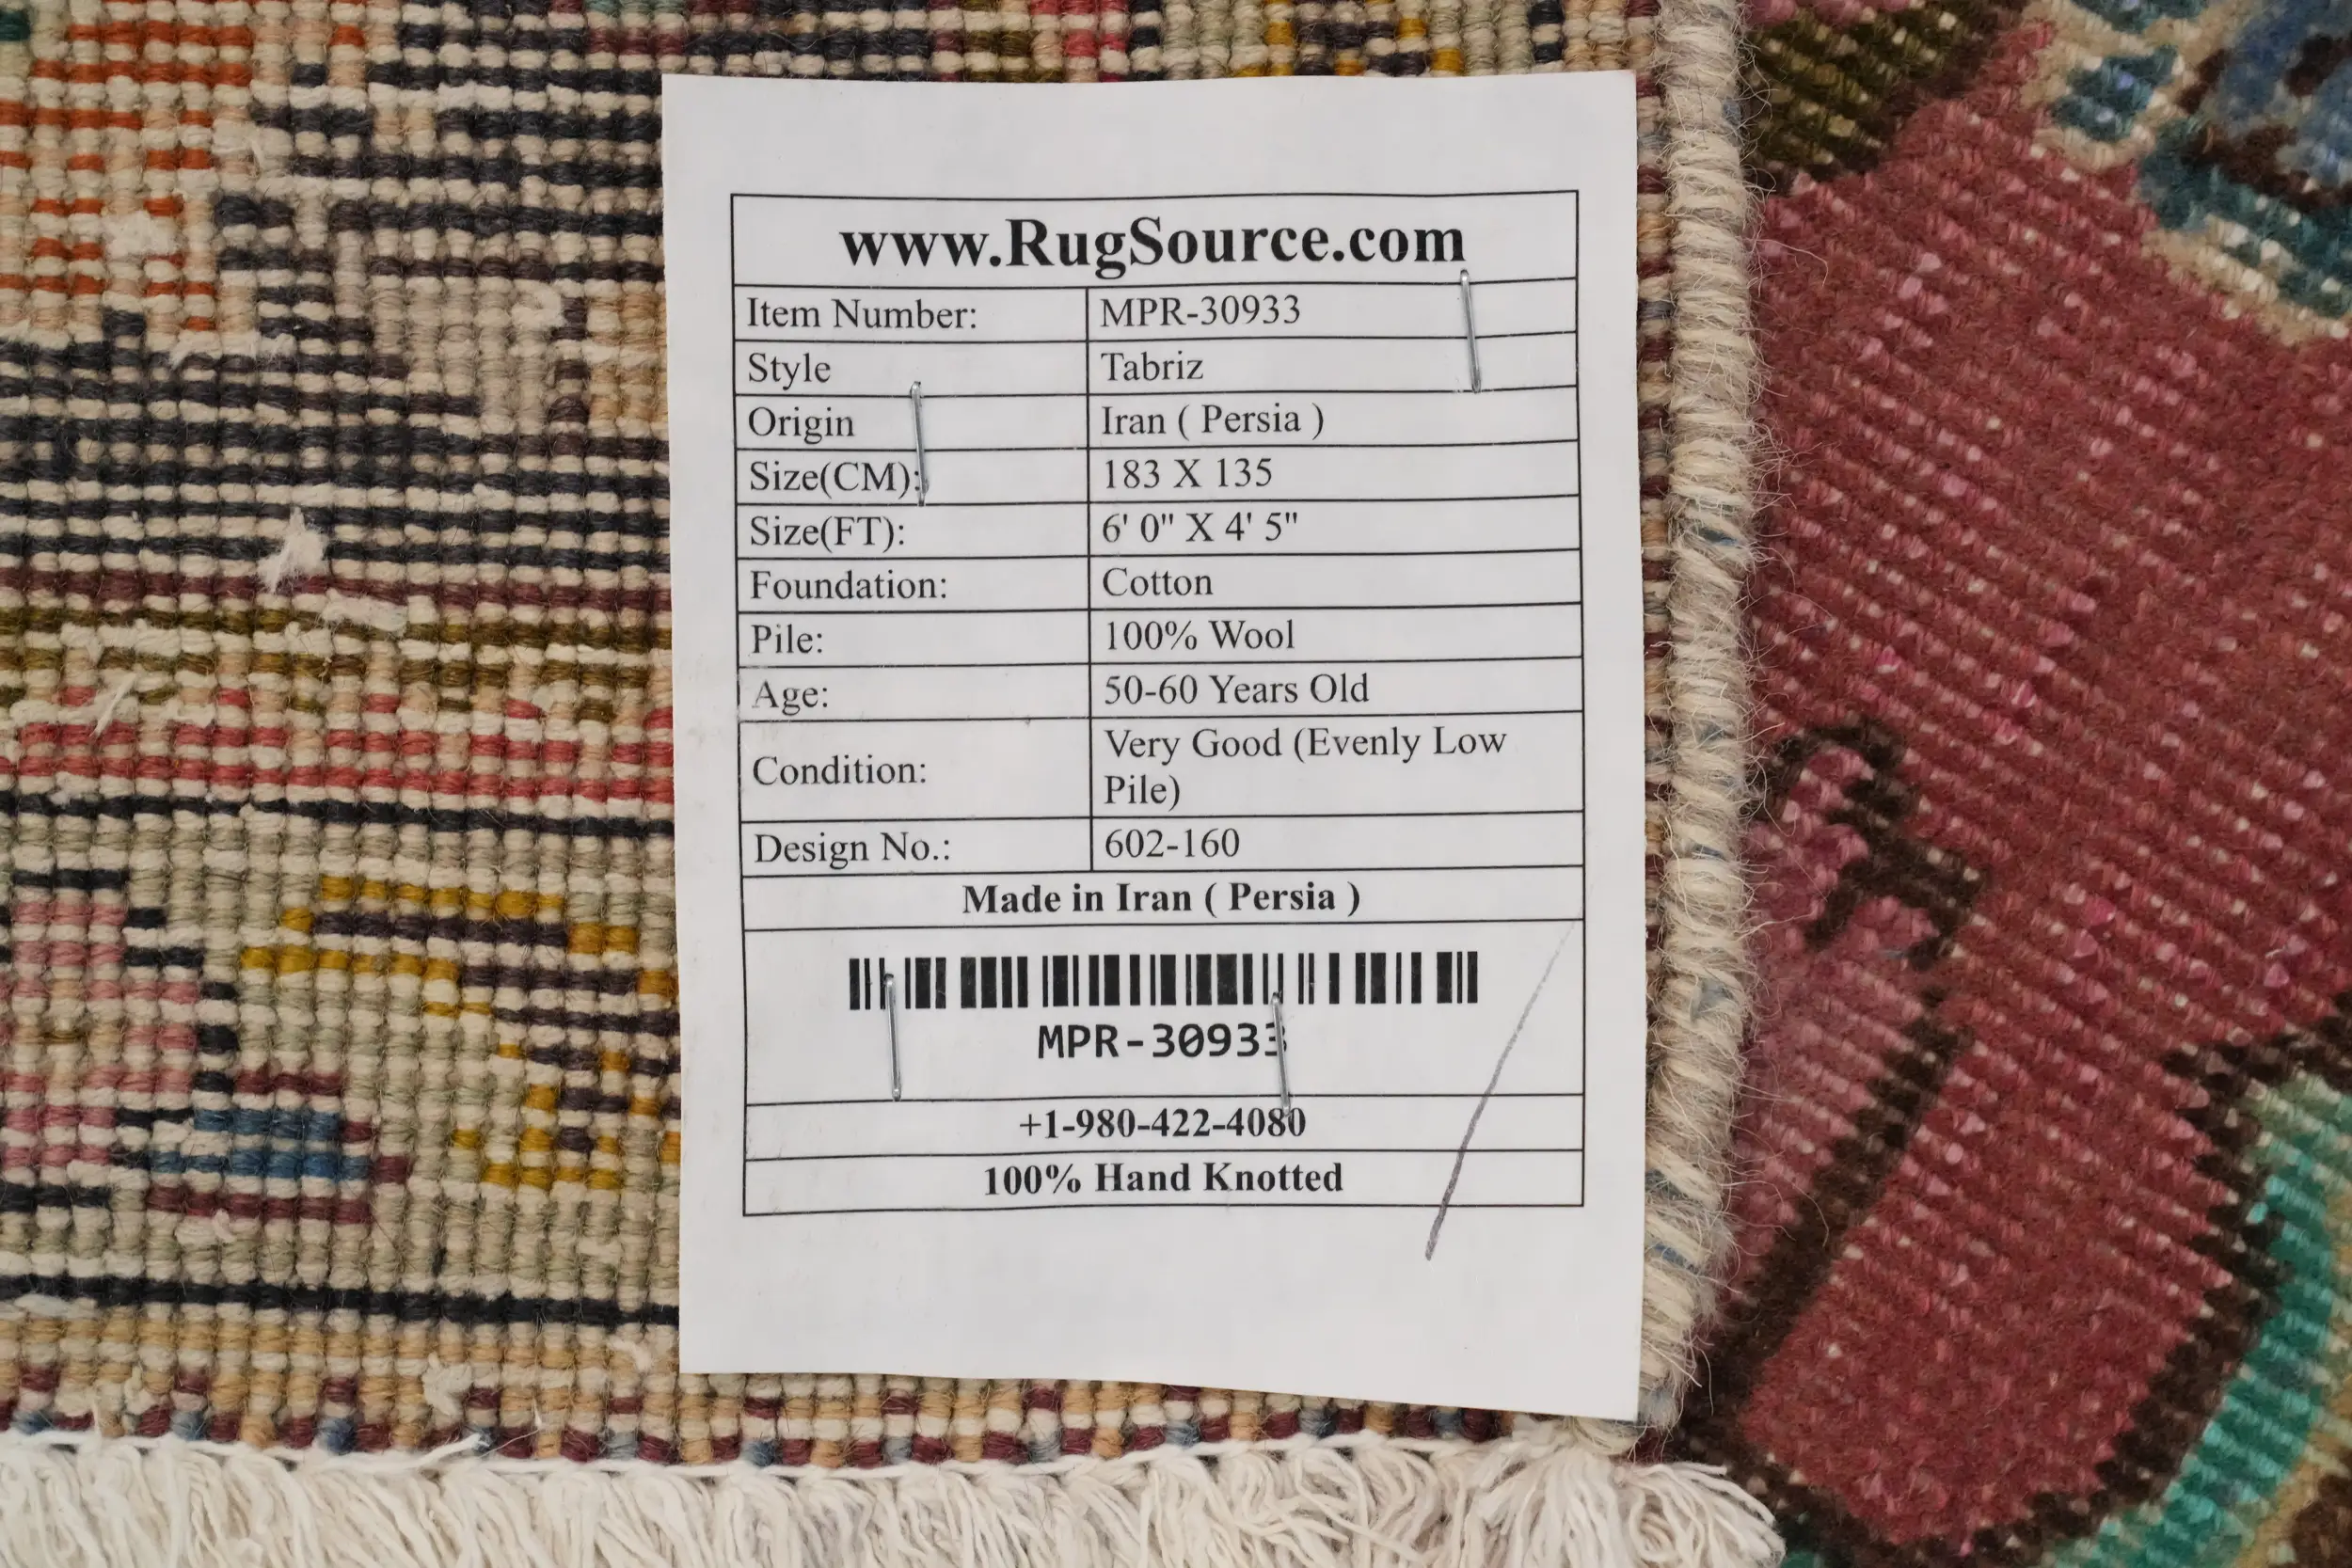 www.RugSource.com
Item Number: MPR-30933
Style Tabriz
Origin Iran ( Persia )
Size(CM): 183 X 135
Size(FT): 6' 0" X 4' 5"
Foundation: Cotton
Pile: 100% Wool
Age: 50-60 Years Old
Condition: Very Good (Evenly Low
Pile)
Design No.: 602-160
Made in Iran ( Persia )
MPR-30933
+1-980-422-4080
100% Hand Knotted